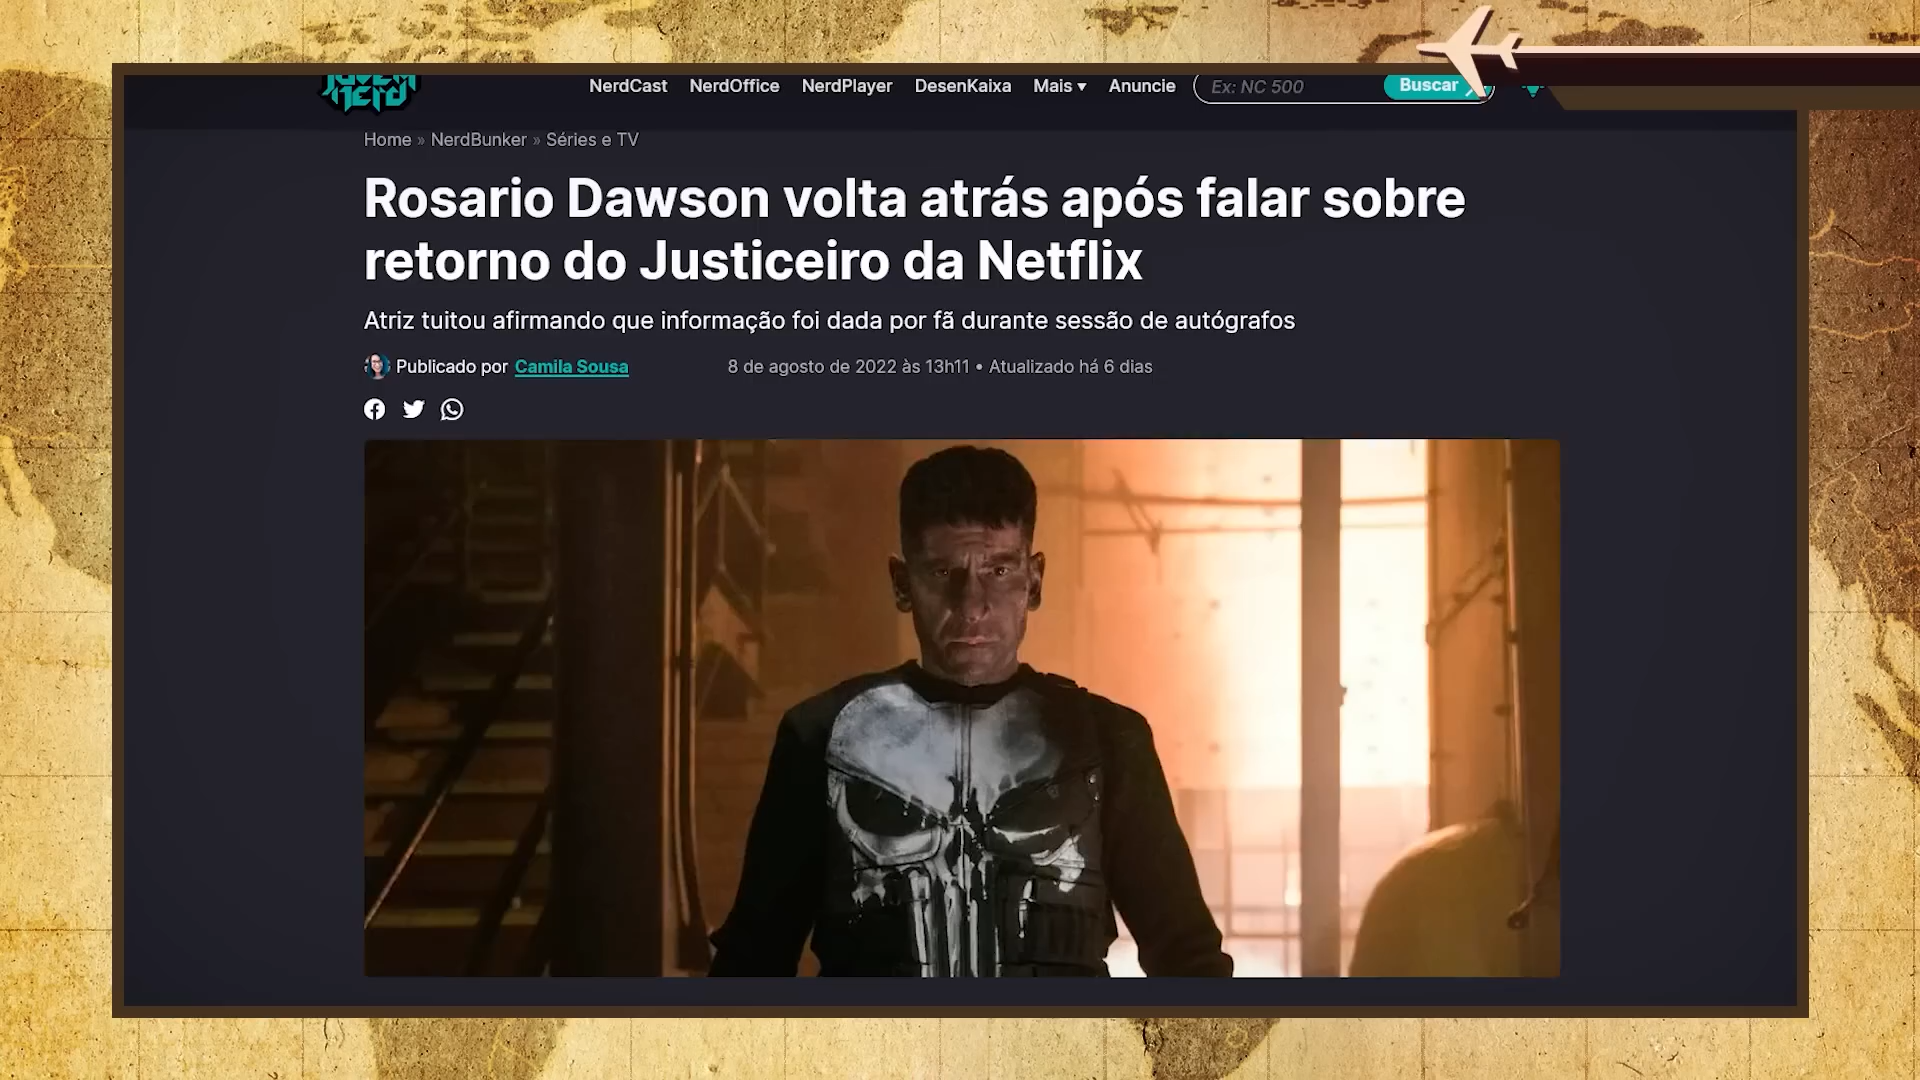 Jovem
nerd
NerdCast NerdOffice NerdPlayer DesenKaixa Mais Anuncie Ex: NC 500 Buscar
Home » NerdBunker » Séries e TV
Rosario Dawson volta atrás após falar sobre
retorno do Justiceiro da Netflix
Atriz tuitou afirmando que informação foi dada por fã durante sessão de autógrafos
Publicado por Camila Sousa 8 de agosto de 2022 às 13h11 • Atualizado há 6 dias